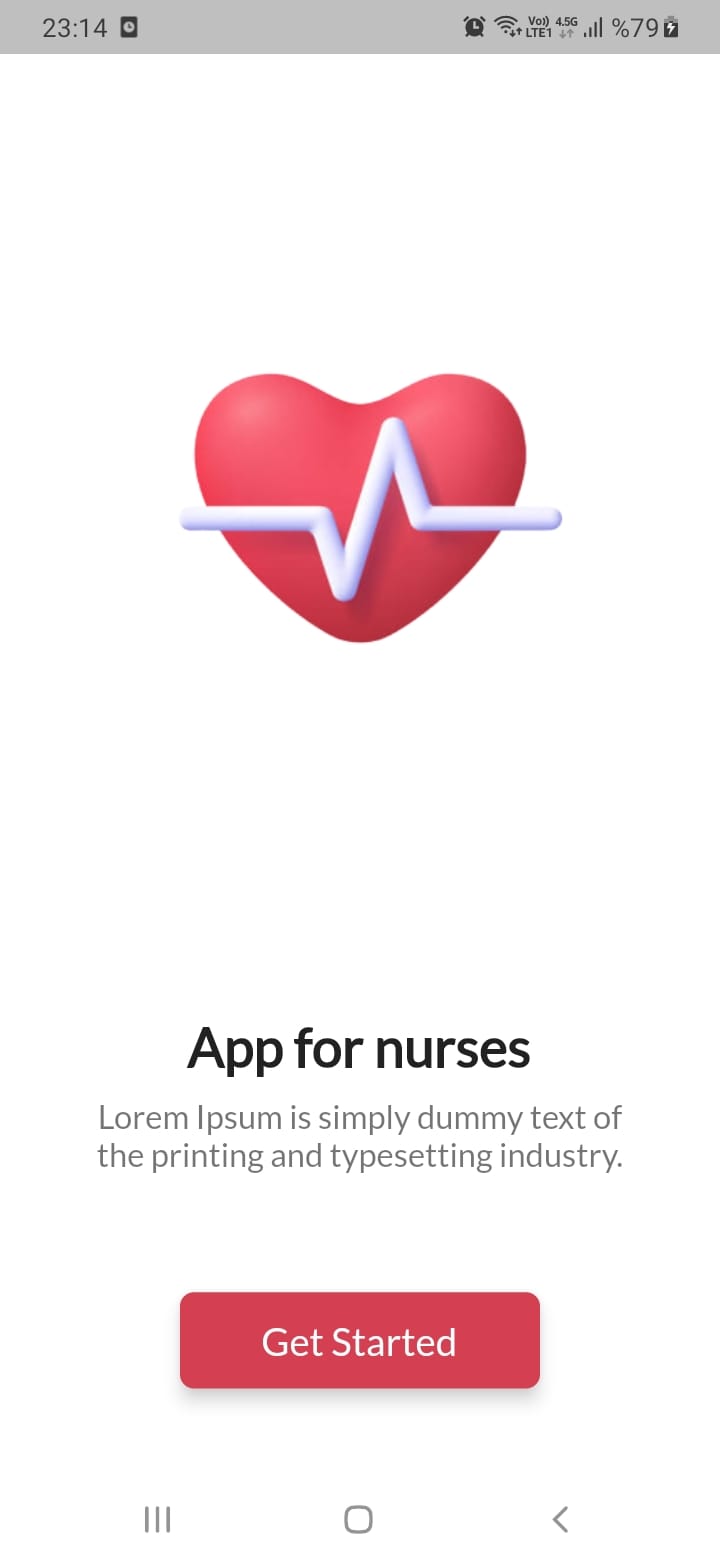 23:14
Vo)) 4.5G
LTE1
%79
App for nurses
Lorem Ipsum is simply dummy text of
the printing and typesetting industry.
Get Started